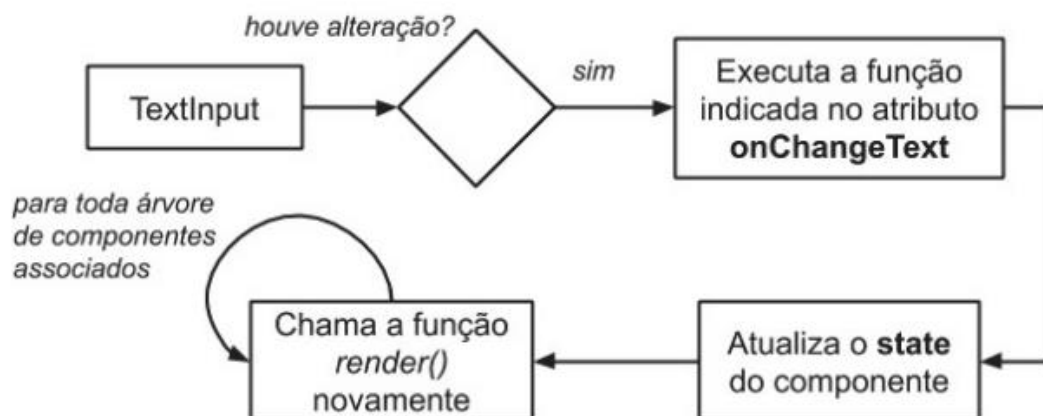 houve alteração?
sim
TextInput
Executa a função
indicada no atributo
onChangeText
para toda árvore
de componentes
associados
Chama a função
render()
novamente
Atualiza o state
do componente